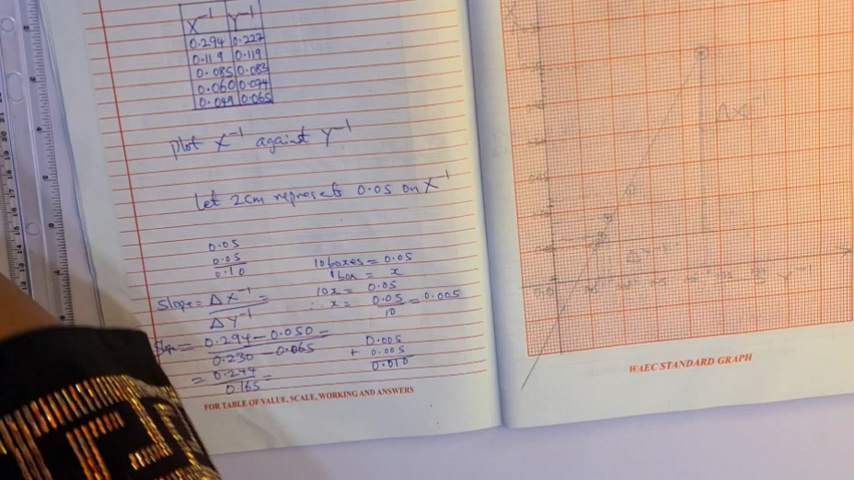 x⁻¹ y⁻¹
0.294 0.227
0.119 0.119
0.085 0.083
0.060 0.074
0.049 0.065
plot x⁻¹ against y⁻¹
let 2cm represents 0.05 on x⁻¹
0.05
0.05
0.10
10 boxes = 0.05
1 box = x
10x = 0.05
∴ x = 0.05 / 10 = 0.005
Slope = Δx⁻¹ / Δy⁻¹ =
Slope = 0.294 - 0.050 / 0.230 - 0.065 =
= 0.244 / 0.165 =
0.005
+ 0.005
0.010
FOR TABLE OF VALUE, SCALE, WORKING AND ANSWERS
Δx⁻¹
WAEC STANDARD GRAPH